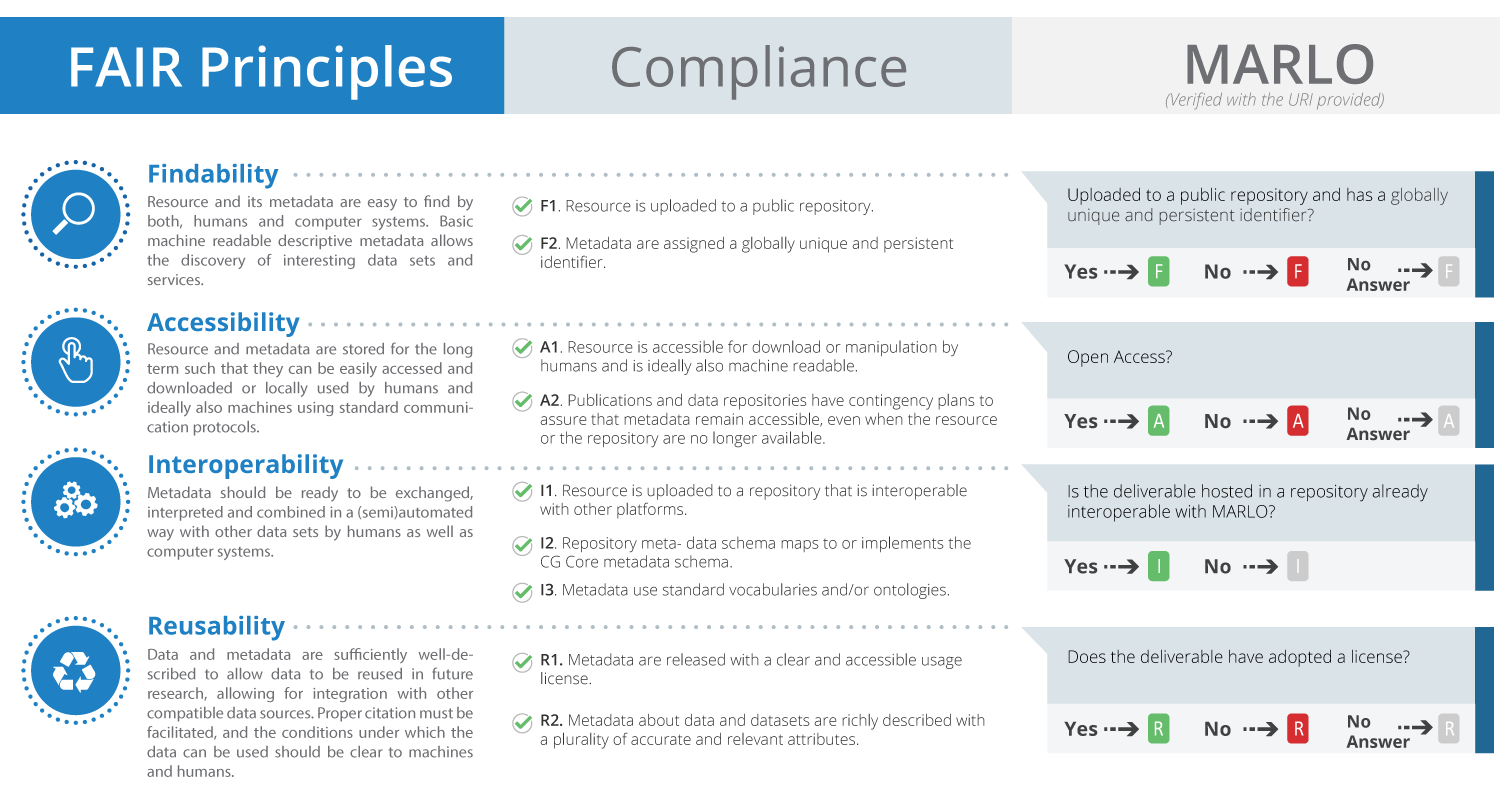 FAIR Principles
Compliance
MARLO
(Verified with the URI provided)
Findability
Resource and its metadata are easy to find by
both, humans and computer systems. Basic
machine readable descriptive metadata allows
the discovery of interesting data sets and
services.
F1. Resource is uploaded to a public repository.
F2. Metadata are assigned a globally unique and persistent
identifier.
Uploaded to a public repository and has a globally
unique and persistent identifier?
Yes F No F No Answer F
Accessibility
Resource and metadata are stored for the long
term such that they can be easily accessed and
downloaded or locally used by humans and
ideally also machines using standard communi-
cation protocols.
A1. Resource is accessible for download or manipulation by
humans and is ideally also machine readable.
A2. Publications and data repositories have contingency plans to
assure that metadata remain accessible, even when the resource
or the repository are no longer available.
Open Access?
Yes A No A No Answer A
Interoperability
Metadata should be ready to be exchanged,
interpreted and combined in a (semi)automated
way with other data sets by humans as well as
computer systems.
I1. Resource is uploaded to a repository that is interoperable
with other platforms.
I2. Repository meta- data schema maps to or implements the
CG Core metadata schema.
I3. Metadata use standard vocabularies and/or ontologies.
Is the deliverable hosted in a repository already
interoperable with MARLO?
Yes I No I
Reusability
Data and metadata are sufficiently well-de-
scribed to allow data to be reused in future
research, allowing for integration with other
compatible data sources. Proper citation must be
facilitated, and the conditions under which the
data can be used should be clear to machines
and humans.
R1. Metadata are released with a clear and accessible usage
license.
R2. Metadata about data and datasets are richly described with
a plurality of accurate and relevant attributes.
Does the deliverable have adopted a license?
Yes R No R No Answer R